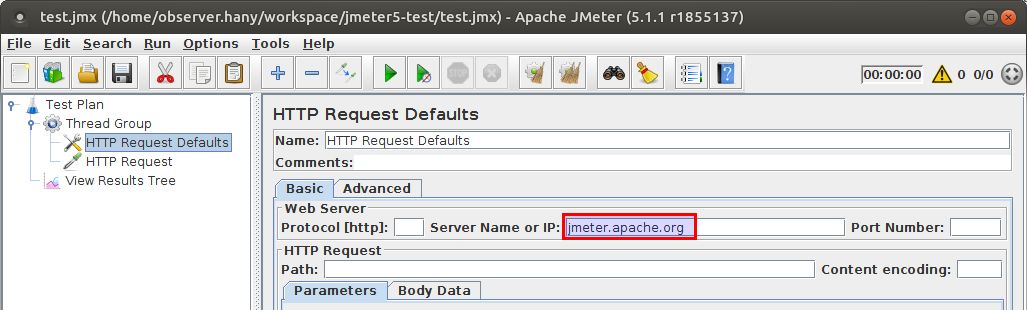 test.jmx (/home/observer.hany/workspace/jmeter5-test/test.jmx) - Apache JMeter (5.1.1 r1855137)
File Edit Search Run Options Tools Help
STOP 00:00:00 0 0/0
Test Plan
Thread Group
HTTP Request Defaults
HTTP Request
View Results Tree
HTTP Request Defaults
Name: HTTP Request Defaults
Comments:
Basic Advanced
Web Server
Protocol [http]: Server Name or IP: jmeter.apache.org Port Number:
HTTP Request
Path: Content encoding:
Parameters Body Data